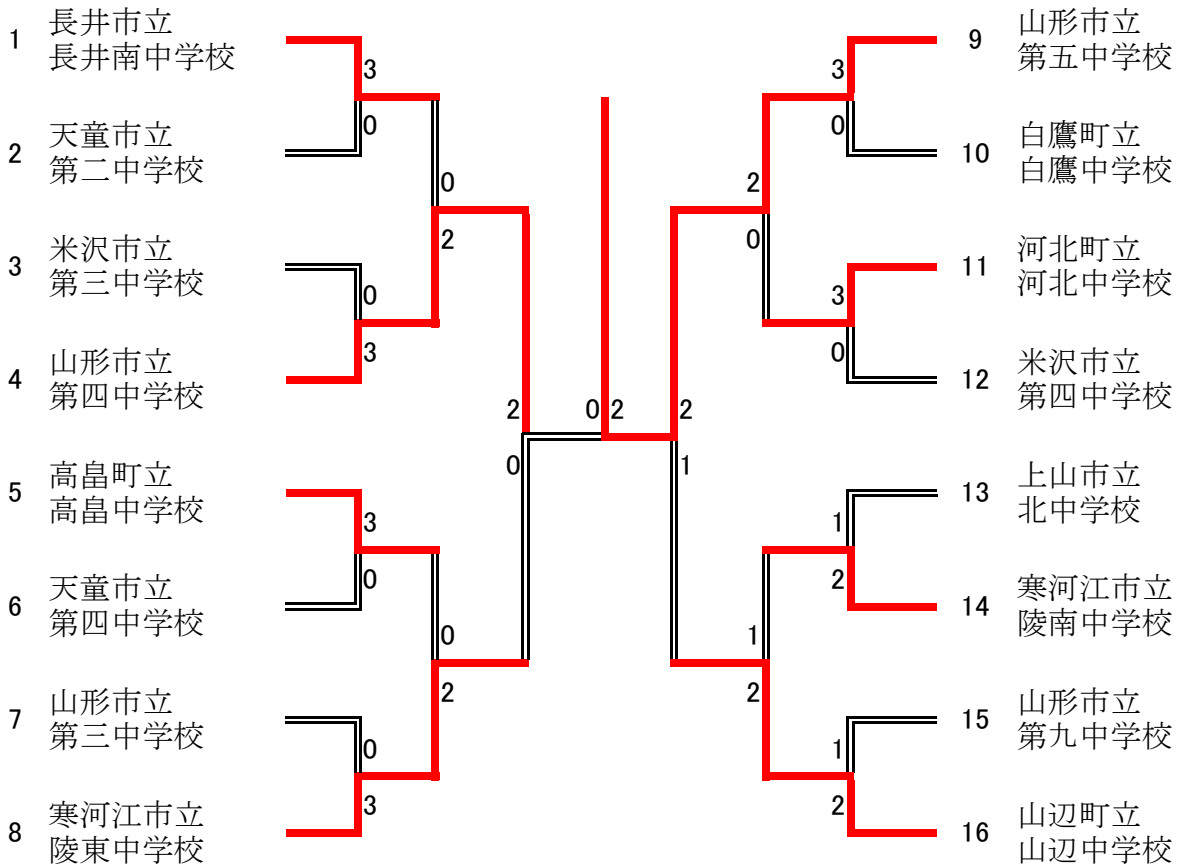 1 長井市立
長井南中学校
2 天童市立
第二中学校
3 米沢市立
第三中学校
4 山形市立
第四中学校
5 高畠町立
高畠中学校
6 天童市立
第四中学校
7 山形市立
第三中学校
8 寒河江市立
陵東中学校
3
0
0
3
3
0
0
3
0
2
0
2
2
0
0 2
2
1
2
0
1
2
3
0
3
0
1
2
1
2
9 山形市立
第五中学校
10 白鷹町立
白鷹中学校
11 河北町立
河北中学校
12 米沢市立
第四中学校
13 上山市立
北中学校
14 寒河江市立
陵南中学校
15 山形市立
第九中学校
16 山辺町立
山辺中学校